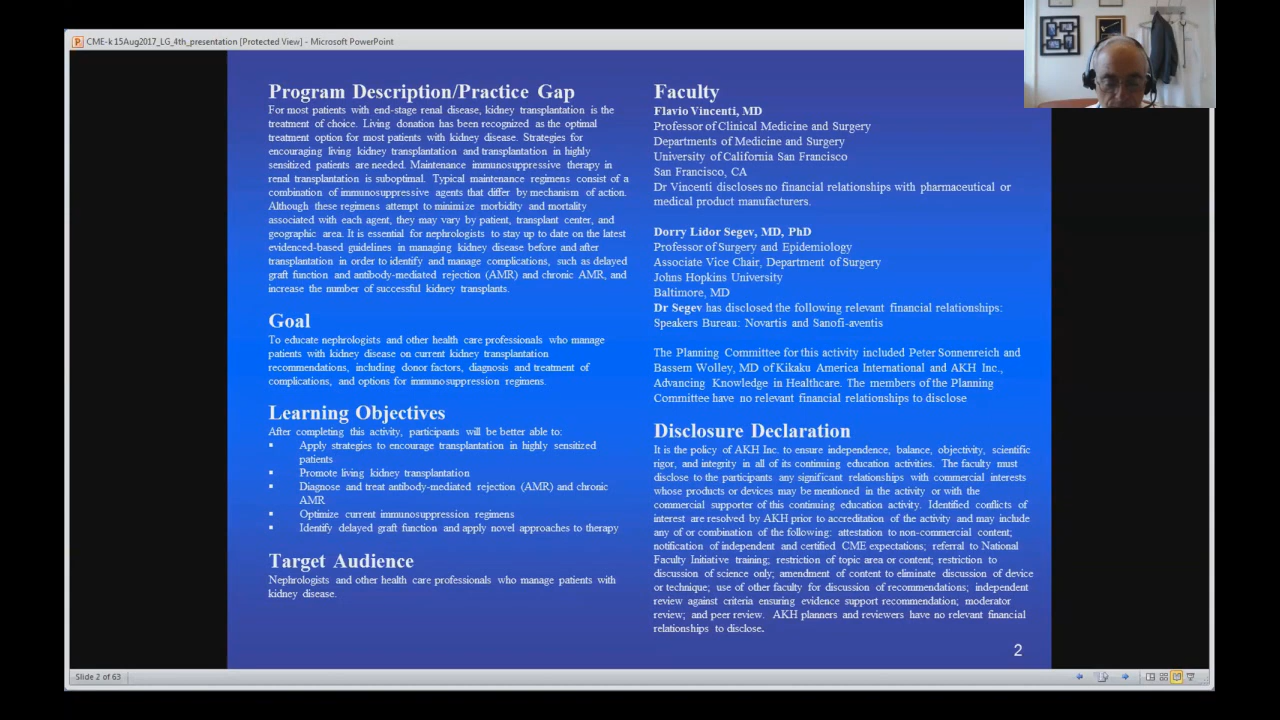 CME-k 15Aug2017_LG_4th_presentation [Protected View] - Microsoft PowerPoint
Program Description/Practice Gap
For most patients with end-stage renal disease, kidney transplantation is the
treatment of choice. Living donation has been recognized as the optimal
treatment option for most patients with kidney disease. Strategies for
encouraging living kidney transplantation and transplantation in highly
sensitized patients are needed. Maintenance immunosuppressive therapy in
renal transplantation is suboptimal. Typical maintenance regimens consist of a
combination of immunosuppressive agents that differ by mechanism of action.
Although these regimens attempt to minimize morbidity and mortality
associated with each agent, they may vary by patient, transplant center, and
geographic area. It is essential for nephrologists to stay up to date on the latest
evidenced-based guidelines in managing kidney disease before and after
transplantation in order to identify and manage complications, such as delayed
graft function and antibody-mediated rejection (AMR) and chronic AMR, and
increase the number of successful kidney transplants.
Goal
To educate nephrologists and other health care professionals who manage
patients with kidney disease on current kidney transplantation
recommendations, including donor factors, diagnosis and treatment of
complications, and options for immunosuppression regimens.
Learning Objectives
After completing this activity, participants will be better able to:
▪ Apply strategies to encourage transplantation in highly sensitized
patients
▪ Promote living kidney transplantation
▪ Diagnose and treat antibody-mediated rejection (AMR) and chronic
AMR
▪ Optimize current immunosuppression regimens
▪ Identify delayed graft function and apply novel approaches to therapy
Target Audience
Nephrologists and other health care professionals who manage patients with
kidney disease.
Faculty
Flavio Vincenti, MD
Professor of Clinical Medicine and Surgery
Departments of Medicine and Surgery
University of California San Francisco
San Francisco, CA
Dr Vincenti discloses no financial relationships with pharmaceutical or
medical product manufacturers.
Dorry Lidor Segev, MD, PhD
Professor of Surgery and Epidemiology
Associate Vice Chair, Department of Surgery
Johns Hopkins University
Baltimore, MD
Dr Segev has disclosed the following relevant financial relationships:
Speakers Bureau: Novartis and Sanofi-aventis
The Planning Committee for this activity included Peter Sonnenreich and
Bassem Wolley, MD of Kikaku America International and AKH Inc.,
Advancing Knowledge in Healthcare. The members of the Planning
Committee have no relevant financial relationships to disclose
Disclosure Declaration
It is the policy of AKH Inc. to ensure independence, balance, objectivity, scientific
rigor, and integrity in all of its continuing education activities. The faculty must
disclose to the participants any significant relationships with commercial interests
whose products or devices may be mentioned in the activity or with the
commercial supporter of this continuing education activity. Identified conflicts of
interest are resolved by AKH prior to accreditation of the activity and may include
any of or combination of the following: attestation to non-commercial content;
notification of independent and certified CME expectations; referral to National
Faculty Initiative training; restriction of topic area or content; restriction to
discussion of science only; amendment of content to eliminate discussion of device
or technique; use of other faculty for discussion of recommendations; independent
review against criteria ensuring evidence support recommendation; moderator
review; and peer review. AKH planners and reviewers have no relevant financial
relationships to disclose.
2
Slide 2 of 63